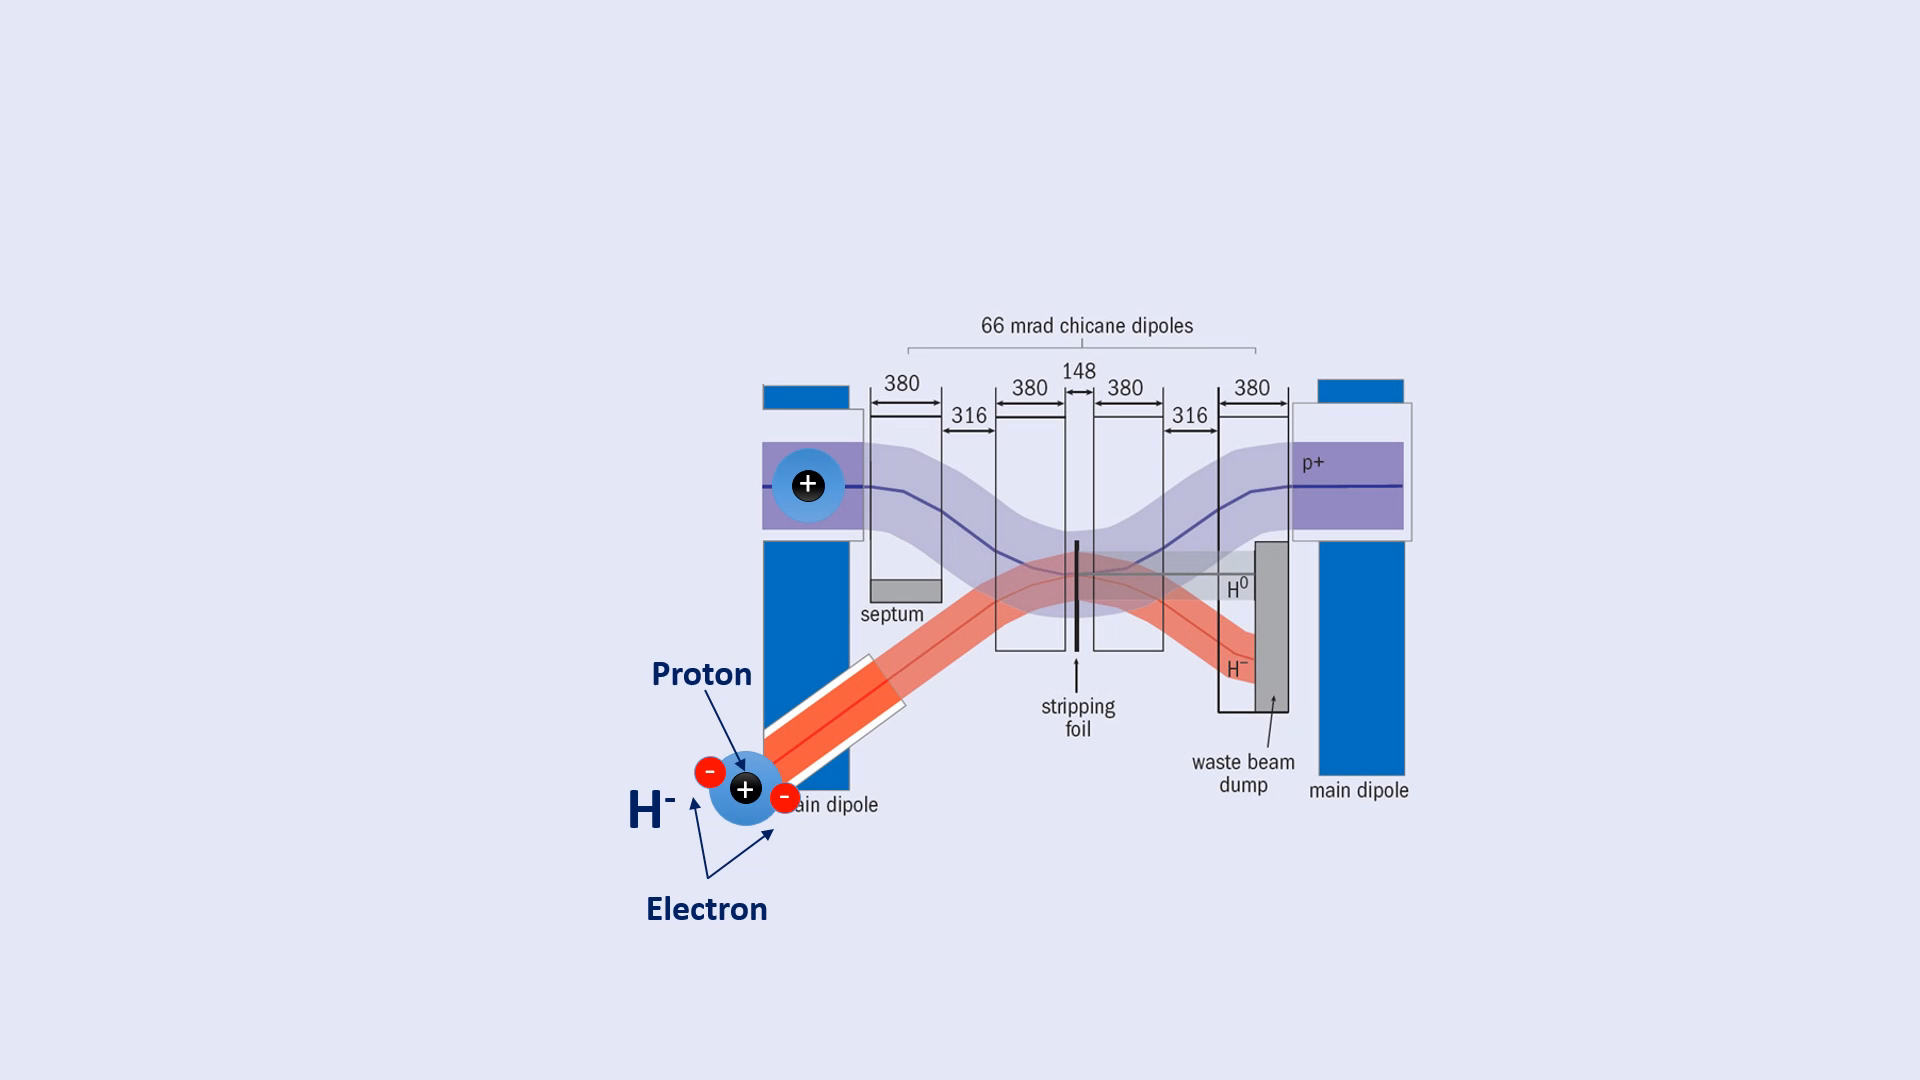 66 mrad chicane dipoles
148
380 380 380 380
316 316
+
p+
H⁰
septum
H⁻
Proton
stripping
foil
waste beam
dump
-
+
-
H-
ain dipole
main dipole
Electron